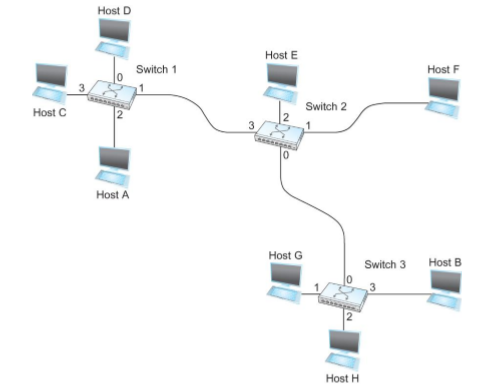 Host D
Switch 1
0
3
1
Host C
2
Host A
Host E
Host F
Switch 2
2
3
1
0
Host G
Switch 3
Host B
0
1
3
2
Host H